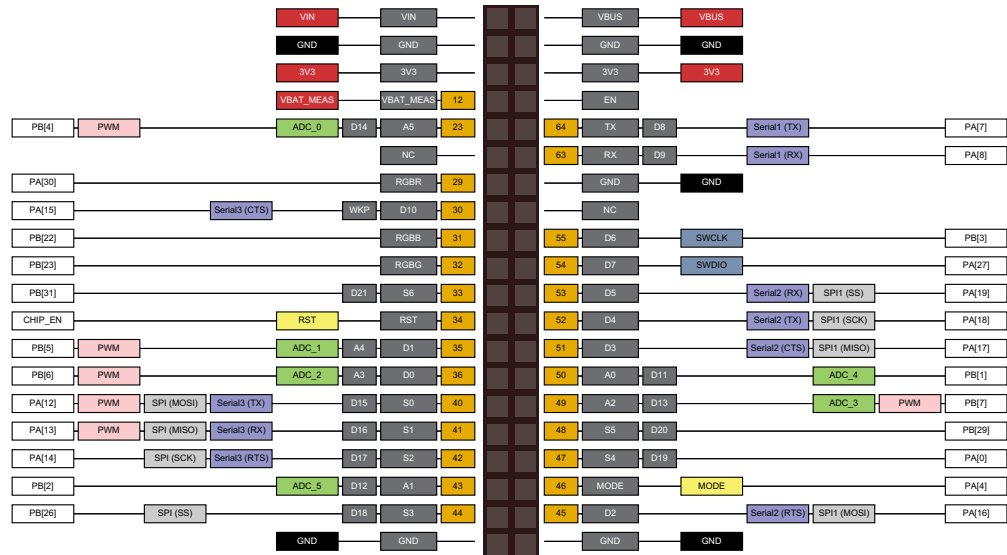 VIN VIN VBUS VBUS
GND GND GND GND
3V3 3V3 3V3 3V3
VBAT_MEAS VBAT_MEAS 12 EN
PB[4] PWM ADC_0 D14 A5 23 64 TX D8 Serial1 (TX) PA[7]
NC 63 RX D9 Serial1 (RX) PA[8]
PA[30] RGBR 29 GND GND
PA[15] Serial3 (CTS) WKP D10 30 NC
PB[22] RGBB 31 55 D6 SWCLK PB[3]
PB[23] RGBG 32 54 D7 SWDIO PA[27]
PB[31] D21 S6 33 53 D5 Serial2 (RX) SPI1 (SS) PA[19]
CHIP_EN RST RST 34 52 D4 Serial2 (TX) SPI1 (SCK) PA[18]
PB[5] PWM ADC_1 A4 D1 35 51 D3 Serial2 (CTS) SPI1 (MISO) PA[17]
PB[6] PWM ADC_2 A3 D0 36 50 A0 D11 ADC_4 PB[1]
PA[12] PWM SPI (MOSI) Serial3 (TX) D15 S0 40 49 A2 D13 ADC_3 PWM PB[7]
PA[13] PWM SPI (MISO) Serial3 (RX) D16 S1 41 48 S5 D20 PB[29]
PA[14] SPI (SCK) Serial3 (RTS) D17 S2 42 47 S4 D19 PA[0]
PB[2] ADC_5 D12 A1 43 46 MODE MODE PA[4]
PB[26] SPI (SS) D18 S3 44 45 D2 Serial2 (RTS) SPI1 (MOSI) PA[16]
GND GND GND GND